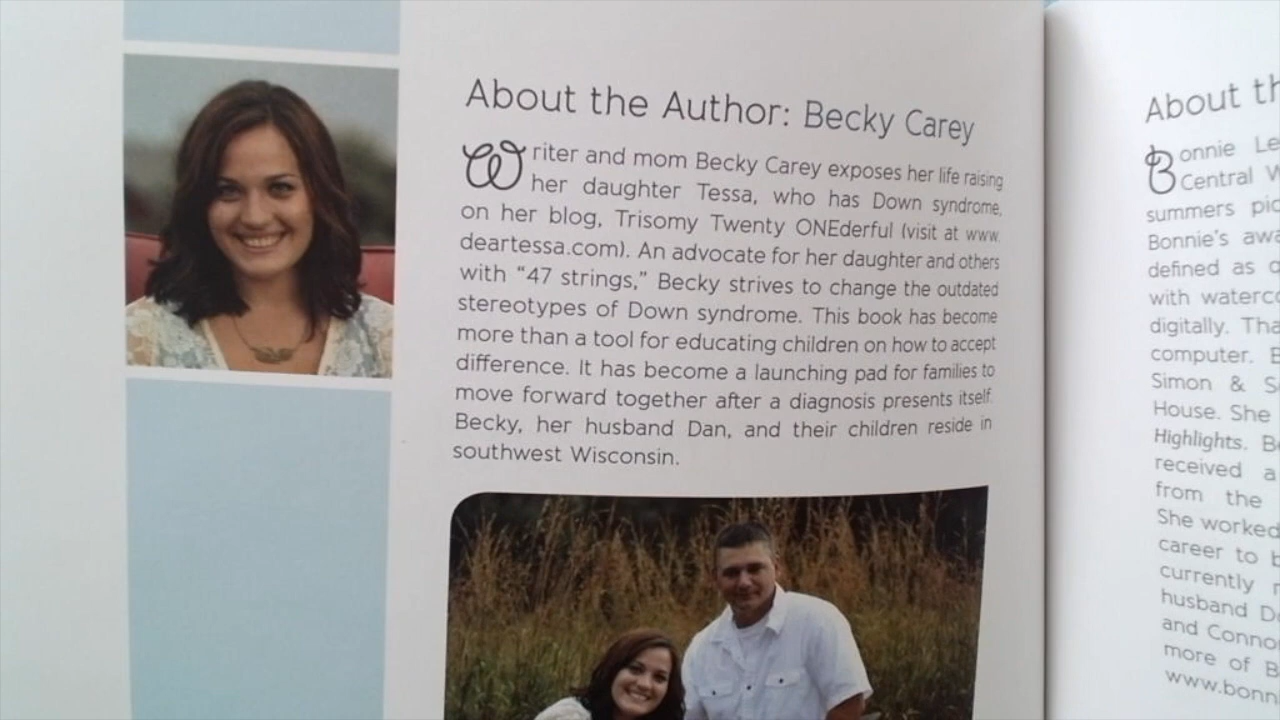 About the Author: Becky Carey
Writer and mom Becky Carey exposes her life raising
her daughter Tessa, who has Down syndrome,
on her blog, Trisomy Twenty ONEderful (visit at www.
deartessa.com). An advocate for her daughter and others
with “47 strings,” Becky strives to change the outdated
stereotypes of Down syndrome. This book has become
more than a tool for educating children on how to accept
difference. It has become a launching pad for families to
move forward together after a diagnosis presents itself.
Becky, her husband Dan, and their children reside in
southwest Wisconsin.
About th
Bonnie Le
Central W
summers pic
Bonnie's awa
defined as
with waterco
digitally. Tha
computer.
Simon & S
House. She
Highlights.
received a
from the
She worked
career to b
currently
husband D
and Conno
more of B
www.bonn